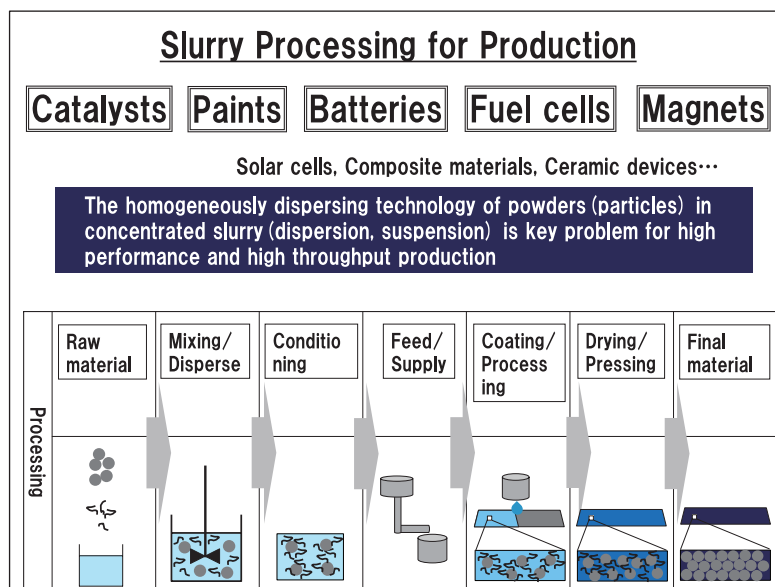 Slurry Processing for Production
Catalysts Paints Batteries Fuel cells Magnets
Solar cells, Composite materials, Ceramic devices…
The homogeneously dispersing technology of powders (particles) in
concentrated slurry (dispersion, suspension) is key problem for high
performance and high throughput production
Processing
Raw
material
Mixing/
Disperse
Conditio
ning
Feed/
Supply
Coating/
Process
ing
Drying/
Pressing
Final
material